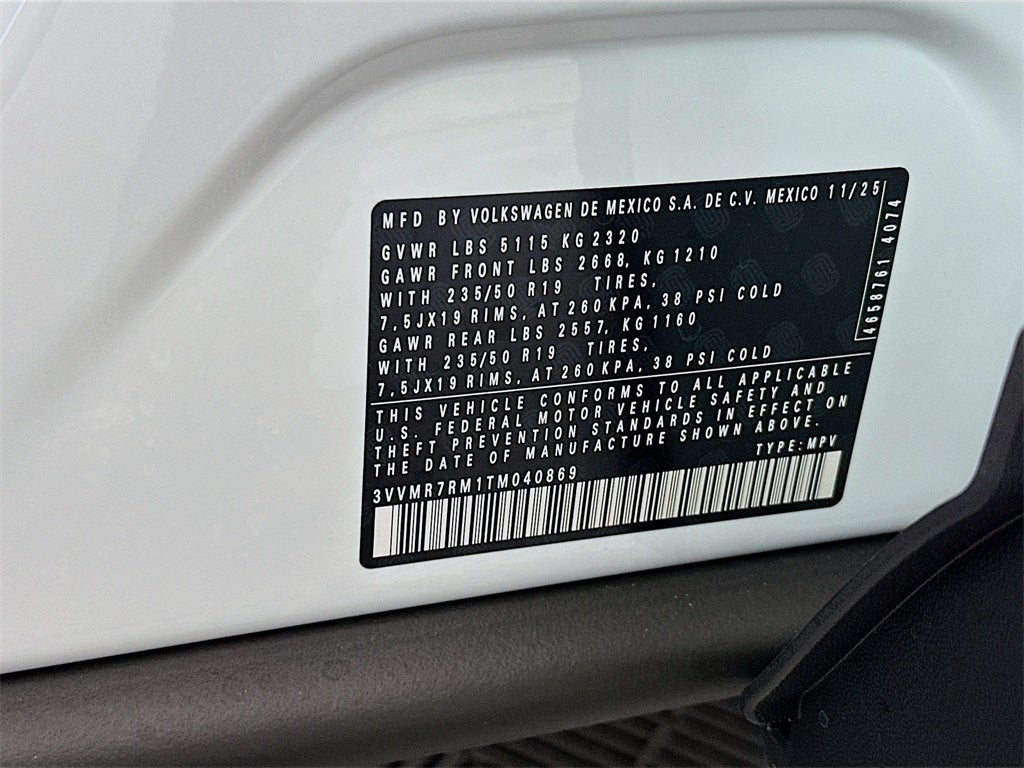 MFD BY VOLKSWAGEN DE MEXICO S.A. DE C.V. MEXICO 11/25
GVWR LBS 5115 KG 2320
GAWR FRONT LBS 2668, KG 1210
WITH 235/50 R19 TIRES,
7,5JX19 RIMS, AT 260 KPA, 38 PSI COLD
GAWR REAR LBS 2557, KG 1160
WITH 235/50 R19 TIRES,
7,5JX19 RIMS, AT 260 KPA, 38 PSI COLD
THIS VEHICLE CONFORMS TO ALL APPLICABLE
U.S. FEDERAL MOTOR VEHICLE SAFETY AND
THEFT PREVENTION STANDARDS IN EFFECT ON
THE DATE OF MANUFACTURE SHOWN ABOVE.
TYPE: MPV
3VVMR7RM1TM040869
4658761 4074